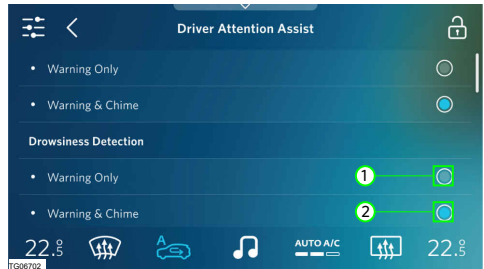 Driver Attention Assist
• Warning Only
• Warning & Chime
Drowsiness Detection
• Warning Only
1
• Warning & Chime
2
22.5°
A
AUTO A/C
22.5°
TG06702